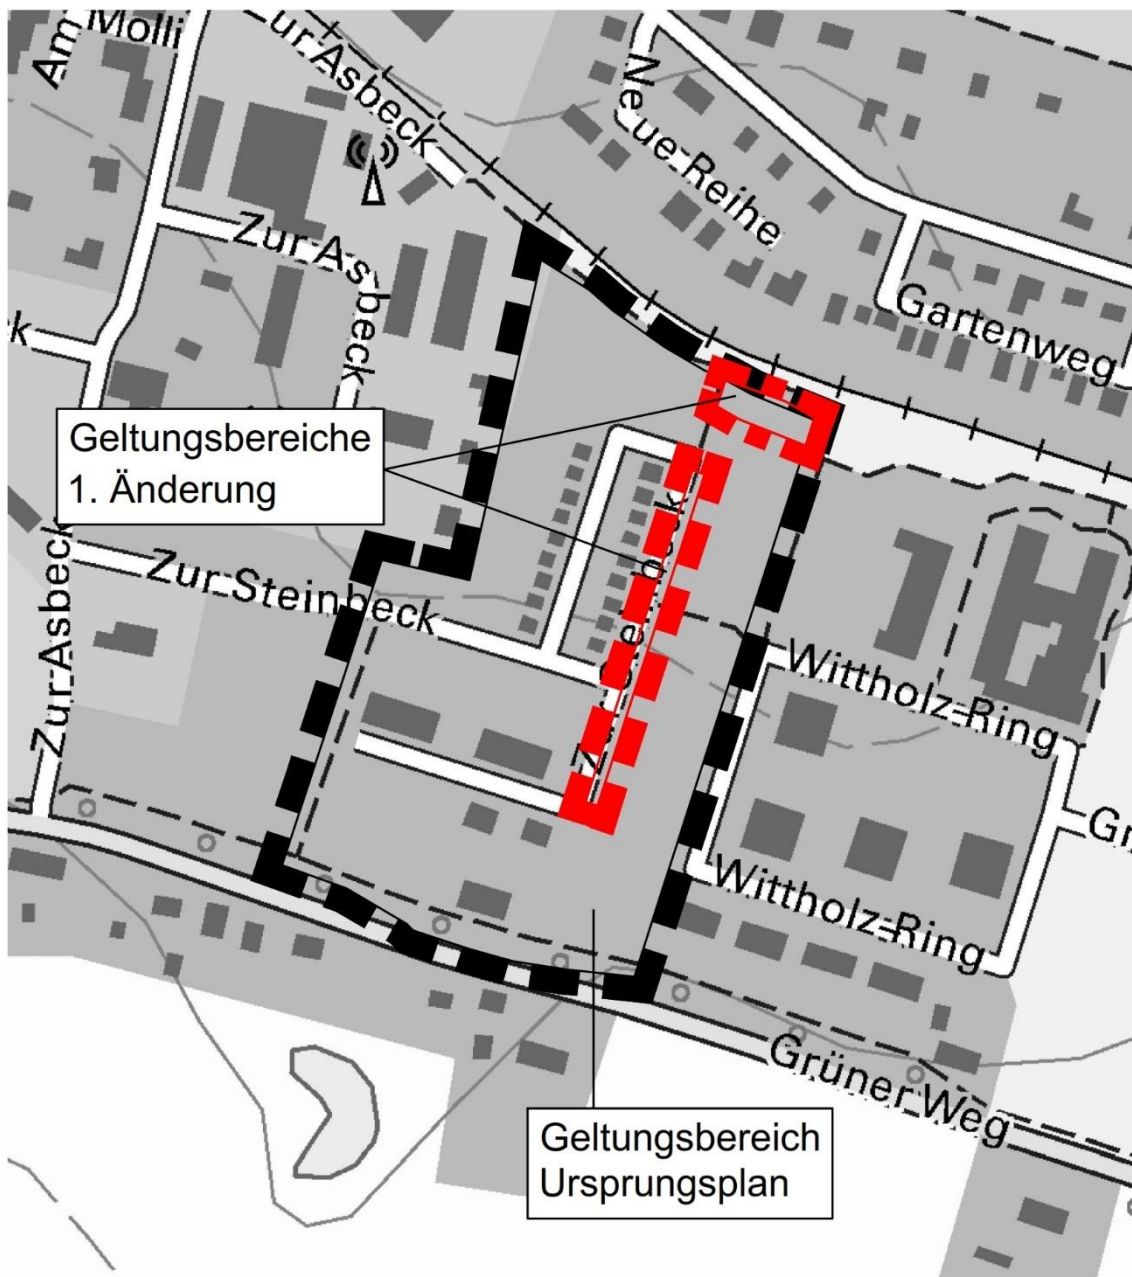 Am Molli
Zur Asbeck
Neue Reihe
Zur Asbeck
Gartenweg
Geltungsbereiche
1. Änderung
Zur Asbeck
Zur Steinbeck
Wittholz-Ring
Wittholz-Ring
Grüner Weg
Geltungsbereich
Ursprungsplan